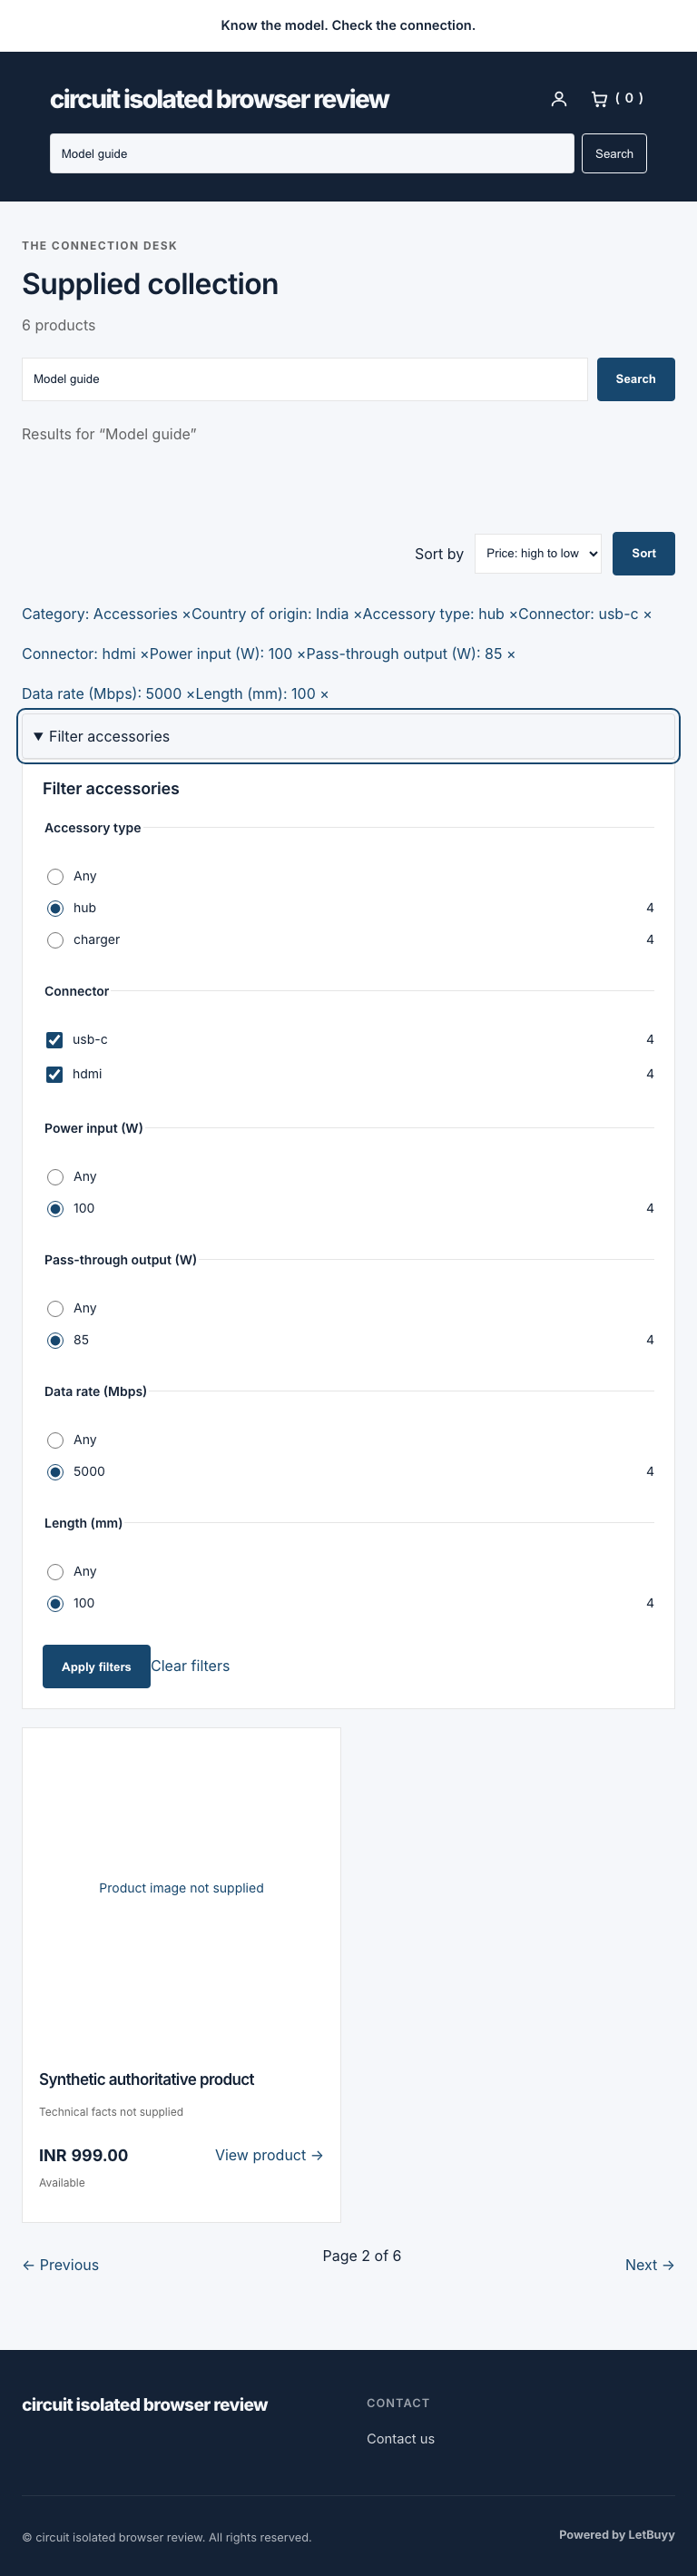 Know the model. Check the connection.
circuit isolated browser review
( 0 )
Model guide
Search
THE CONNECTION DESK
Supplied collection
6 products
Model guide
Search
Results for “Model guide”
Sort by
Price: high to low
Sort
Category: Accessories ×Country of origin: India ×Accessory type: hub ×Connector: usb-c ×
Connector: hdmi ×Power input (W): 100 ×Pass-through output (W): 85 ×
Data rate (Mbps): 5000 ×Length (mm): 100 ×
▼ Filter accessories
Filter accessories
Accessory type
Any
hub 4
charger 4
Connector
usb-c 4
hdmi 4
Power input (W)
Any
100 4
Pass-through output (W)
Any
85 4
Data rate (Mbps)
Any
5000 4
Length (mm)
Any
100 4
Apply filters
Clear filters
Product image not supplied
Synthetic authoritative product
Technical facts not supplied
INR 999.00
View product →
Available
← Previous
Page 2 of 6
Next →
circuit isolated browser review
CONTACT
Contact us
© circuit isolated browser review. All rights reserved.
Powered by LetBuyy